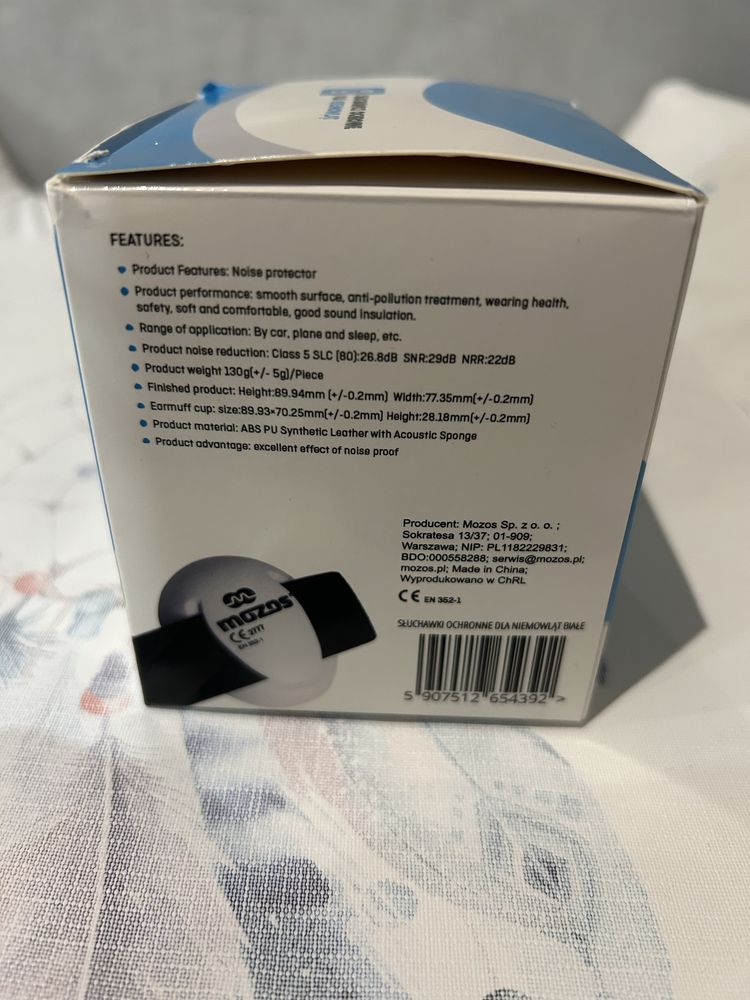 FEATURES:
Product Features: Noise protector
Product performance: smooth surface, anti-pollution treatment, wearing health,
safety, soft and comfortable, good sound insulation.
Range of application: By car, plane and sleep, etc.
Product noise reduction: Class 5 SLC (80):26.8dB SNR:29dB NRR:22dB
Product weight 130g(+/- 5g)/Piece
Finished product: Height:89.94mm (+/-0.2mm) Width:77.35mm(+/-0.2mm)
Earmuff cup: size:89.93*70.25mm(+/-0.2mm) Height:28.18mm(+/-0.2mm)
Product material: ABS PU Synthetic Leather with Acoustic Sponge
Product advantage: excellent effect of noise proof
Producent: Mozos Sp. z o. o. ;
Sokratesa 13/37; 01-909;
Warszawa; NIP: PL1182229831;
BDO:000558288; serwis@mozos.pl;
mozos.pl; Made in China;
Wyprodukowano w ChRL
CE EN 352-1
SŁUCHAWKI OCHRONNE DLA NIEMOWLĄT BIAŁE
5 907512 654392 >
mozos
CE 2777
EN 352-1